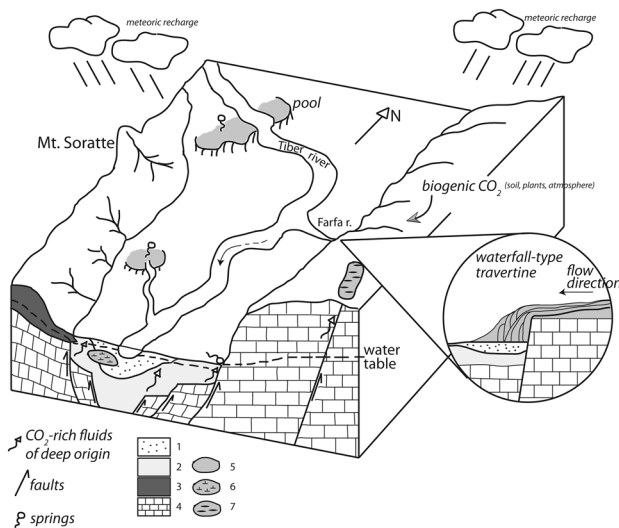 meteoric recharge
meteoric recharge
pool
N
Mt. Soratte
Tiber river
biogenic CO2 (soil, plants, atmosphere)
Farfa r.
waterfall-type
travertine
flow
direction
water
table
CO2-rich fluids
of deep origin
faults
springs
1
2
3
4
5
6
7